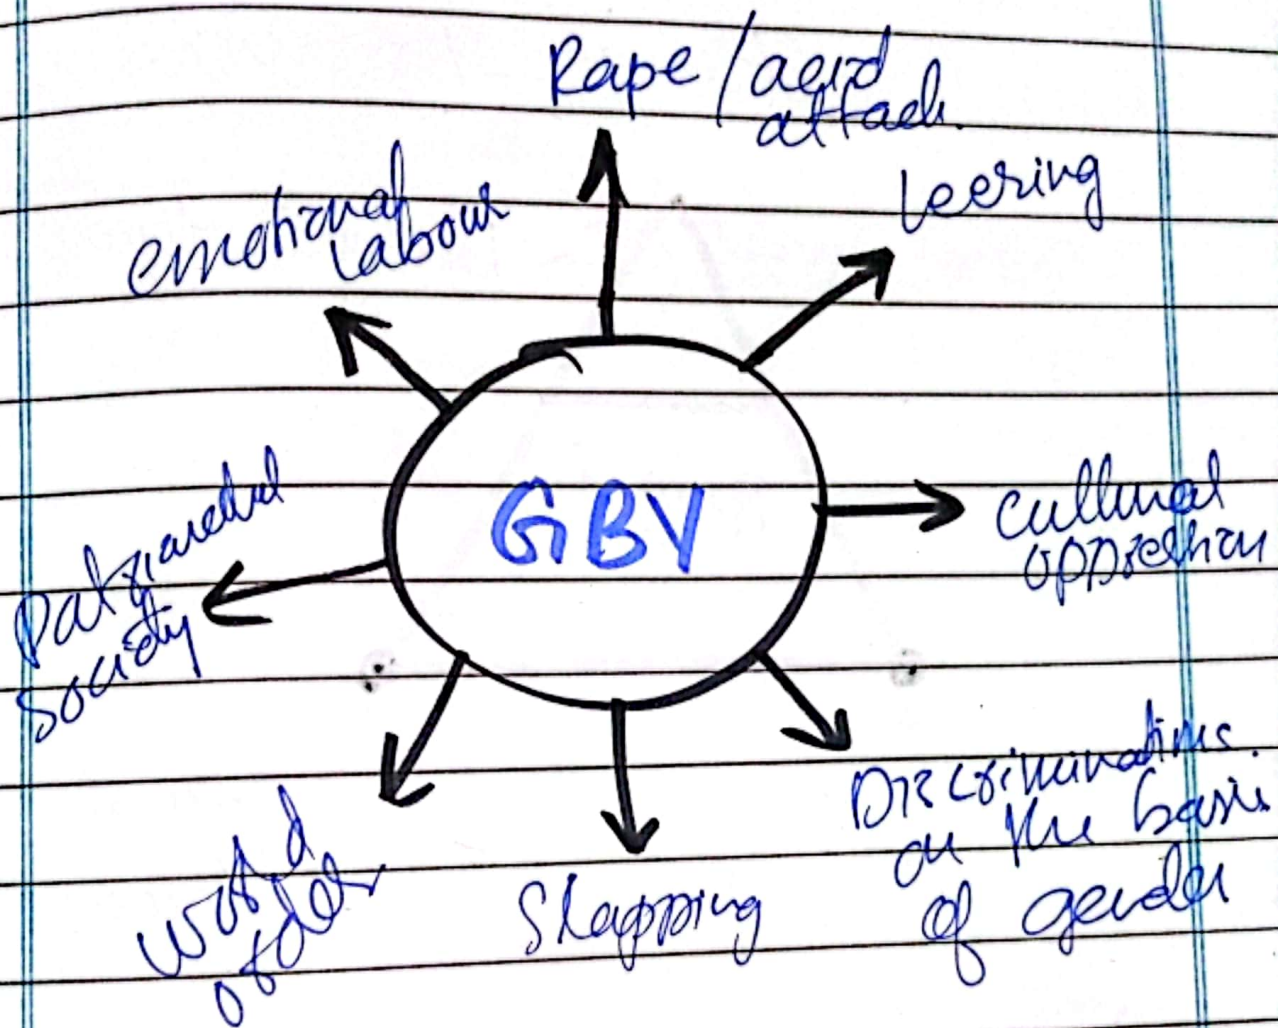 Rape / acid
attack.
leering
emotional
labour
GBV
cultural
oppression
Patriarchal
society
Discriminations.
on the basis
of gender
word
order
Slapping